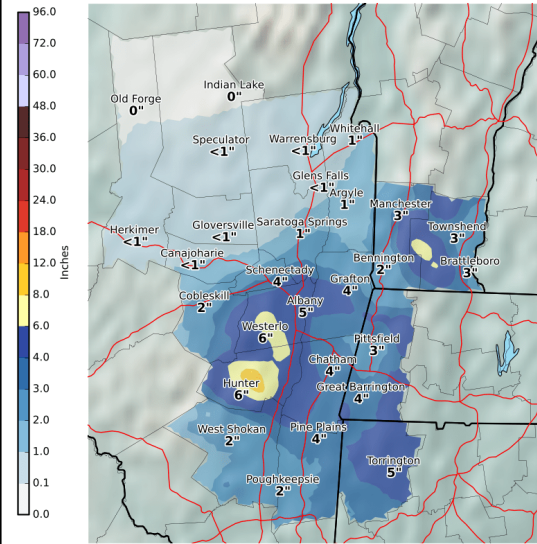 96.0
72.0
60.0
48.0
36.0
30.0
24.0
18.0
12.0
8.0
6.0
4.0
3.0
2.0
1.0
0.1
0.0
Inches
Indian Lake
0"
Old Forge
0"
Whitehall
1"
Speculator
<1"
Warrensburg
<1"
Glens Falls
<1"
Argyle
1"
Manchester
3"
Saratoga Springs
1"
Gloversville
<1"
Herkimer
<1"
Townshend
3"
Canajoharie
<1"
Bennington
2"
Brattleboro
3"
Schenectady
4"
Grafton
4"
Cobleskill
2"
Albany
5"
Westerlo
6"
Pittsfield
3"
Chatham
4"
Hunter
6"
Great Barrington
4"
West Shokan
2"
Pine Plains
4"
Torrington
5"
Poughkeepsie
2"